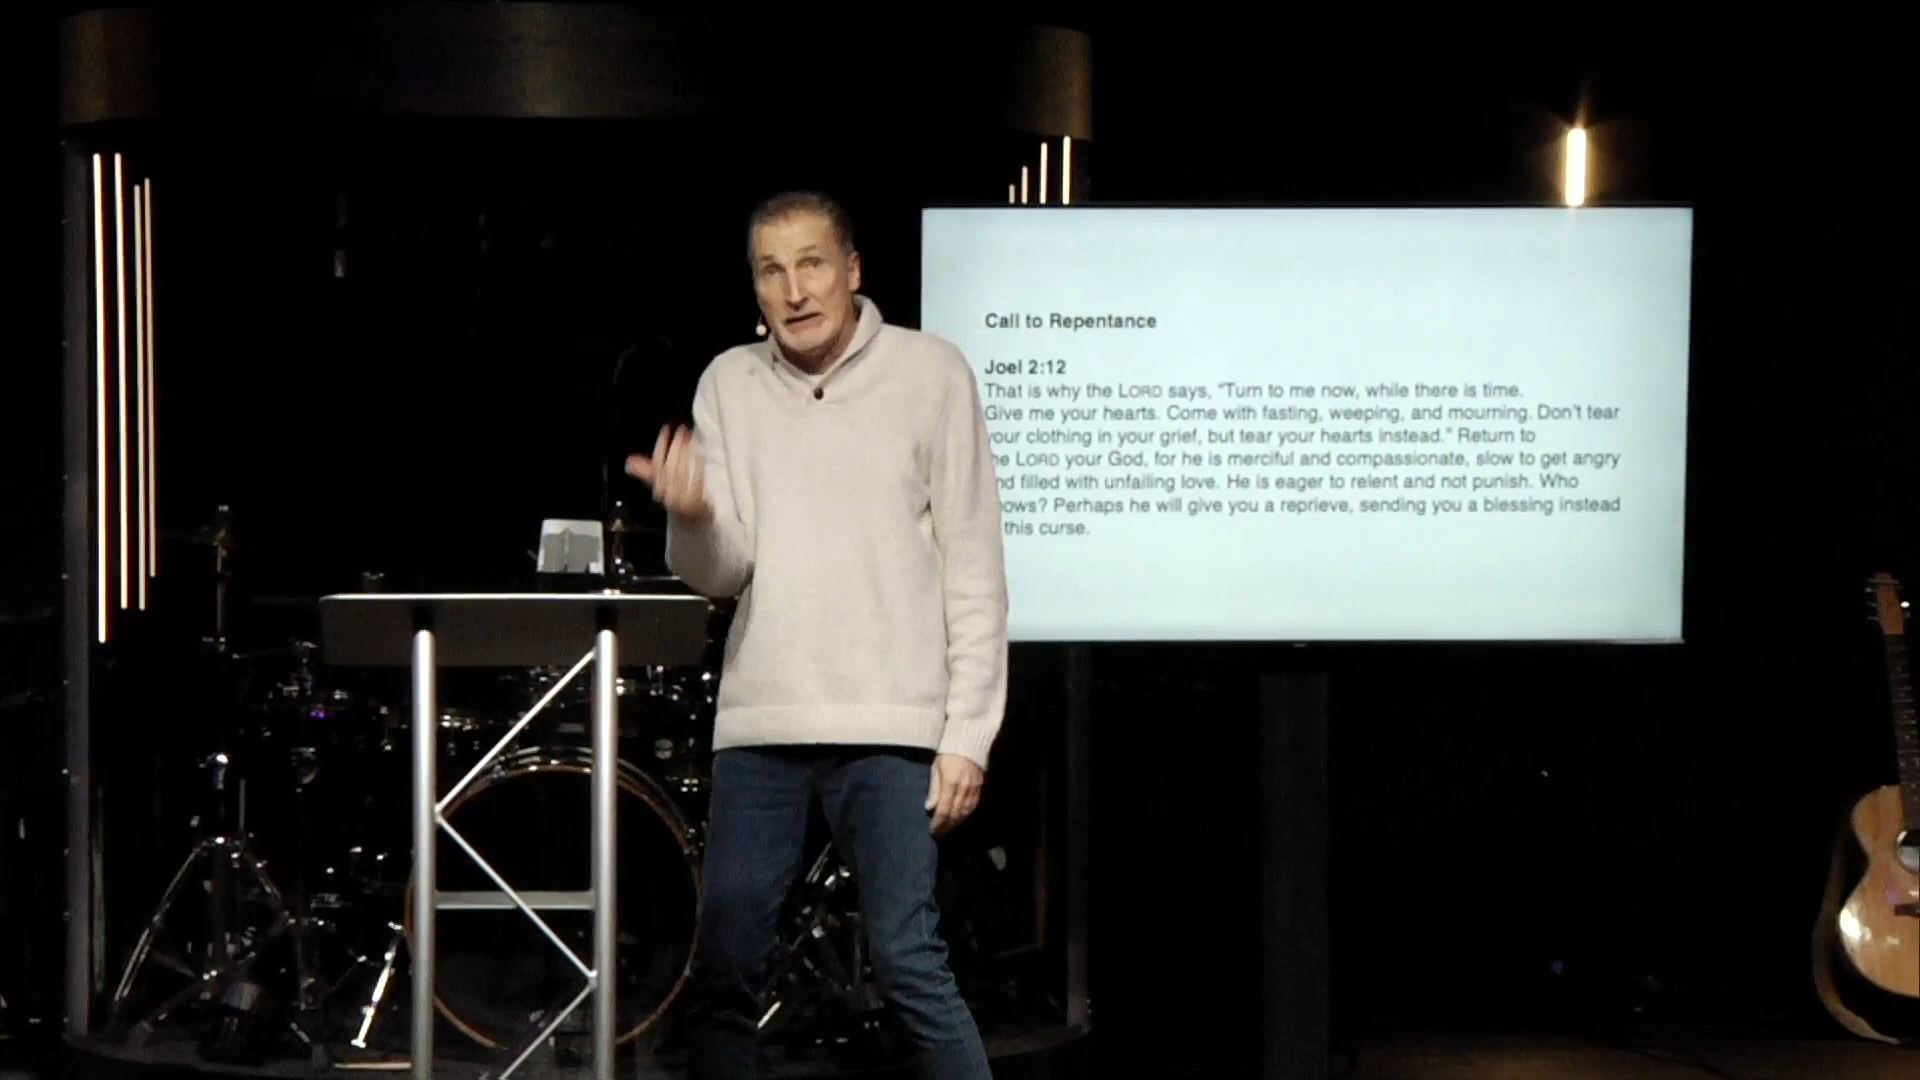 Call to Repentance
Joel 2:12
That is why the LORD says, “Turn to me now, while there is time.
Give me your hearts. Come with fasting, weeping, and mourning. Don’t tear
your clothing in your grief, but tear your hearts instead.” Return to
he LORD your God, for he is merciful and compassionate, slow to get angry
nd filled with unfailing love. He is eager to relent and not punish. Who
ows? Perhaps he will give you a reprieve, sending you a blessing instead
this curse.